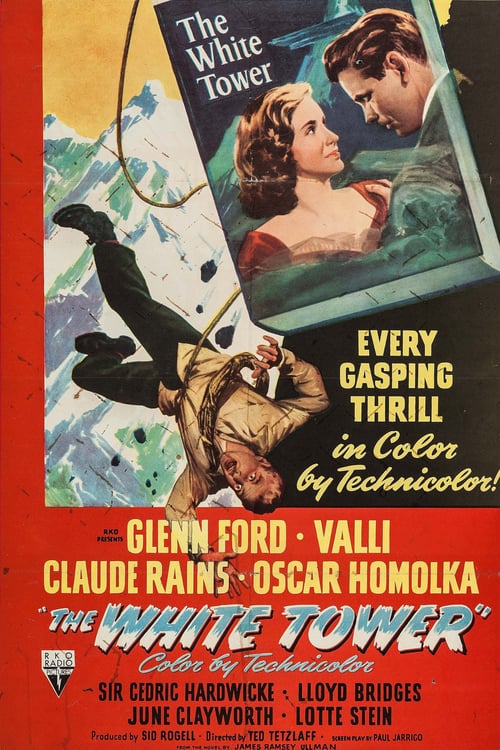 The
White
Tower
EVERY
GASPING
THRILL
in Color
by Technicolor!
RKO
PRESENTS
GLENN FORD · VALLI
CLAUDE RAINS · OSCAR HOMOLKA
"THE WHITE TOWER"
Color by Technicolor
RKO
RADIO
PICTURES
SIR CEDRIC HARDWICKE · LLOYD BRIDGES
JUNE CLAYWORTH · LOTTE STEIN
Produced by SID ROGELL · Directed by TED TETZLAFF · SCREEN PLAY BY PAUL JARRICO
FROM THE NOVEL BY JAMES RAMSEY ULLMAN